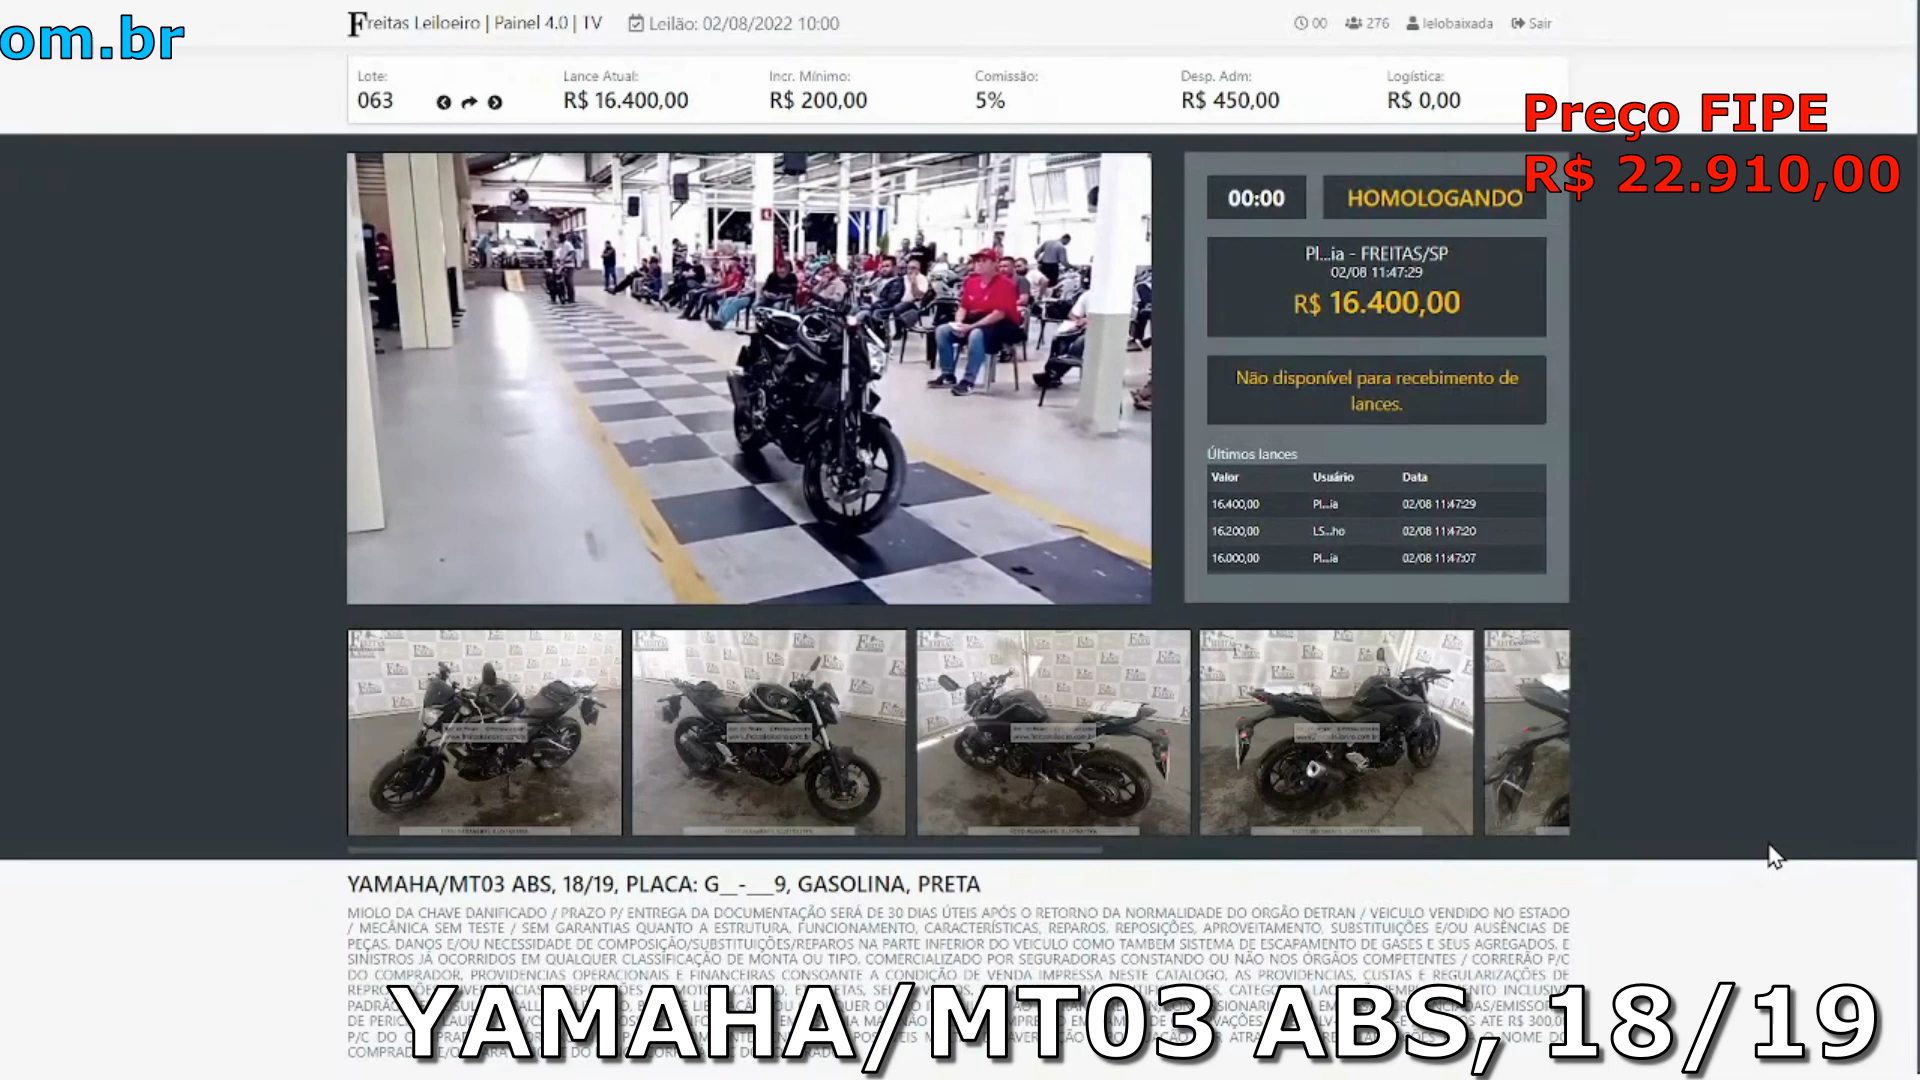 om.br
Freitas Leiloeiro | Painel 4.0 | TV
Leilão: 02/08/2022 10:00
00
276
lelobaixada
Sair
Lote:
063
Lance Atual:
R$ 16.400,00
Incr. Mínimo:
R$ 200,00
Comissão:
5%
Desp. Adm:
R$ 450,00
Logística:
R$ 0,00
Preço FIPE
R$ 22.910,00
00:00
HOMOLOGANDO
Pl...ia - FREITAS/SP
02/08 11:47:29
R$ 16.400,00
Não disponível para recebimento de
lances.
Últimos lances
Valor Usuário Data
16.400,00 Pl...ia 02/08 11:47:29
16.200,00 LS...ho 02/08 11:47:20
16.000,00 Pl...ia 02/08 11:47:07
YAMAHA/MT03 ABS, 18/19, PLACA: G__-___9, GASOLINA, PRETA
MIOLO DA CHAVE DANIFICADO / PRAZO P/ ENTREGA DA DOCUMENTAÇÃO SERÁ DE 30 DIAS ÚTEIS APÓS O RETORNO DA NORMALIDADE DO ORGÃO DETRAN / VEICULO VENDIDO NO ESTADO
/ MECÂNICA SEM TESTE / SEM GARANTIAS QUANTO A ESTRUTURA, FUNCIONAMENTO, CARACTERÍSTICAS, REPAROS, REPOSIÇÕES, APROVEITAMENTO, SUBSTITUIÇÕES E/OU AUSÊNCIAS DE
PEÇAS. DANOS E/OU NECESSIDADE DE COMPOSIÇÃO/SUBSTITUIÇÕES/REPAROS NA PARTE INFERIOR DO VEICULO COMO TAMBEM SISTEMA DE ESCAPAMENTO DE GASES E SEUS AGREGADOS, E
SINISTROS JÁ OCORRIDOS EM QUALQUER CLASSIFICAÇÃO DE MONTA OU TIPO, COMERCIALIZADO POR SEGURADORAS CONSTANDO OU NÃO NOS ÓRGÃOS COMPETENTES / CORRERÃO P/C
DO COMPRADOR, PROVIDENCIAS OPERACIONAIS E FINANCEIRAS CONSOANTE A CONDIÇÃO DE VENDA IMPRESSA NESTE CATALOGO, AS PROVIDENCIAS, CUSTAS E REGULARIZAÇÕES DE
YAMAHA/MT03 ABS, 18/19